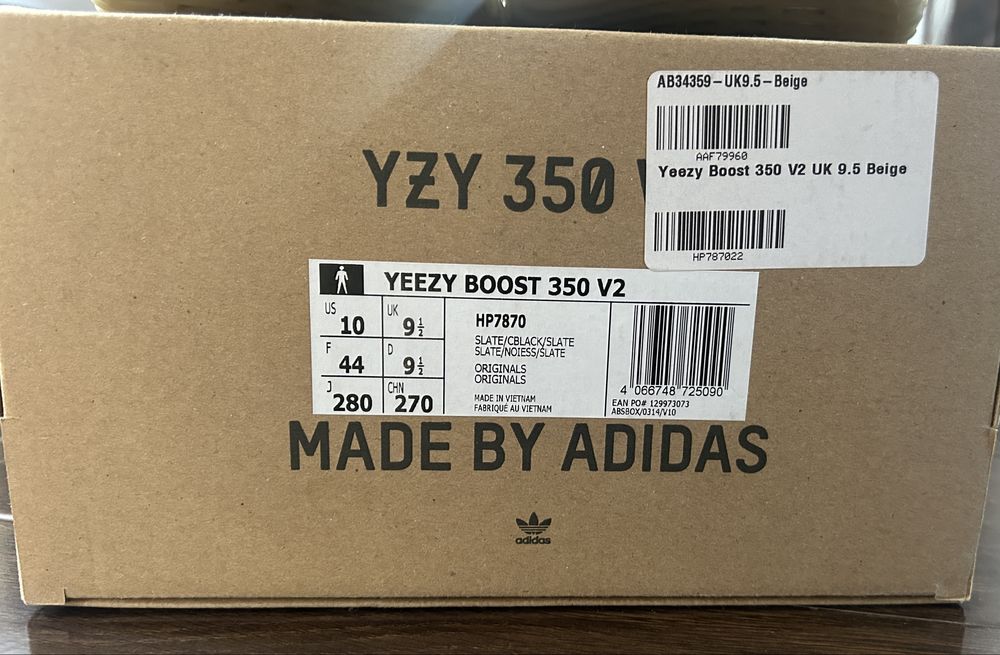 AB34359-UK9.5-Beige
AAF79960
Yeezy Boost 350 V2 UK 9.5 Beige
HP787022
YZY 350 V
YEEZY BOOST 350 V2
US 10 UK 9½
F 44 D 9½
J 280 CHN 270
HP7870
SLATE/CBLACK/SLATE
SLATE/NOIESS/SLATE
ORIGINALS
ORIGINALS
MADE IN VIETNAM
FABRIQUÉ AU VIETNAM
4 066748 725090
EAN PO# 129973073
ABSBOX/0314/V10
MADE BY ADIDAS
adidas